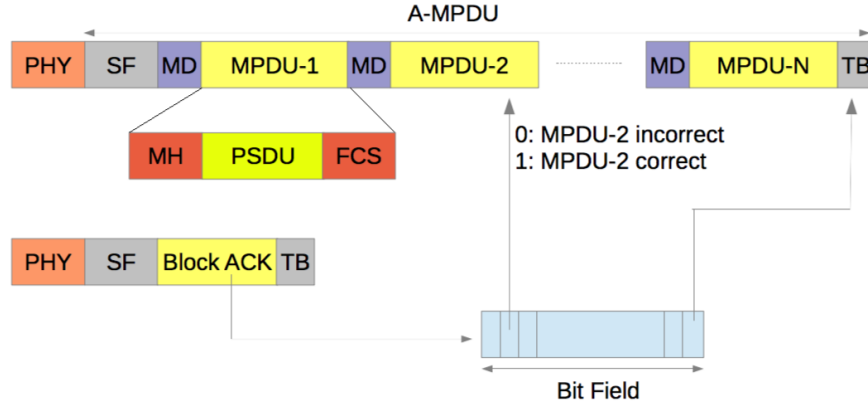 A-MPDU
PHY SF MD MPDU-1 MD MPDU-2 MD MPDU-N TB
MH PSDU FCS
0: MPDU-2 incorrect
1: MPDU-2 correct
PHY SF Block ACK TB
Bit Field